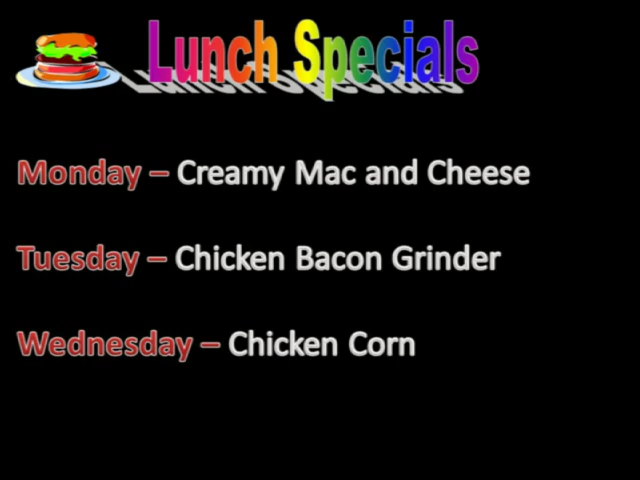 Lunch Specials
Monday – Creamy Mac and Cheese
Tuesday – Chicken Bacon Grinder
Wednesday – Chicken Corn